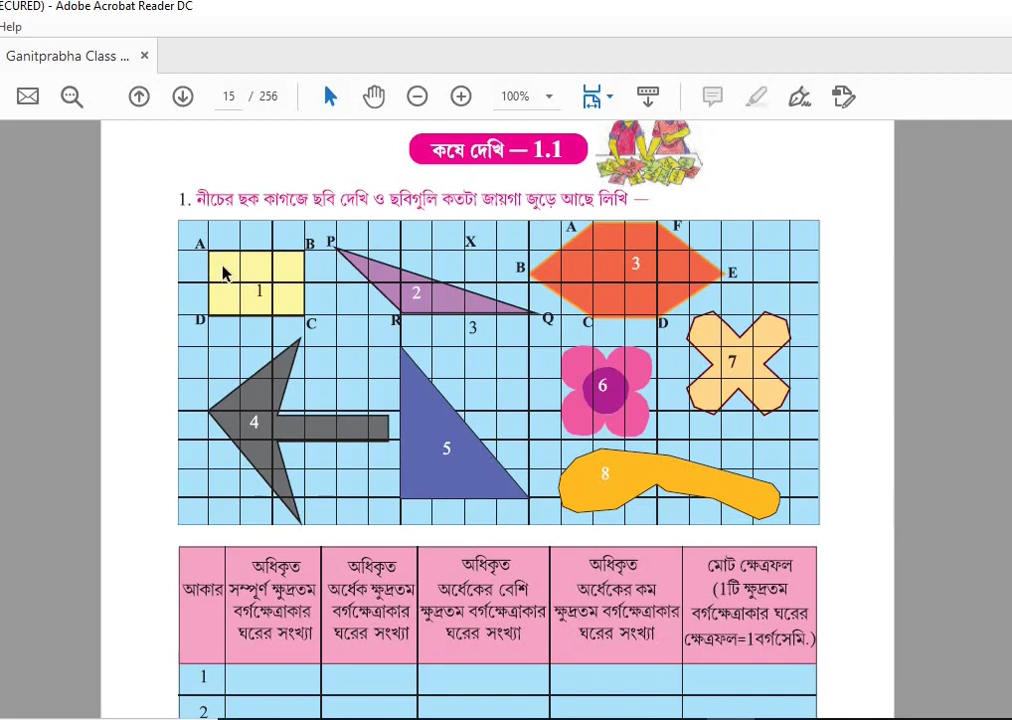 ECURED) - Adobe Acrobat Reader DC
Help
Ganitprabha Class ... ×
15 / 256 100%
কষে দেখি — 1.1
1. নীচের ছক কাগজে ছবি দেখি ও ছবিগুলি কতটা জায়গা জুড়ে আছে লিখি —
A B P X A F
B 3 E
1 2
D C R 3 Q C D
7
6
4
5
8
আকার
অধিকৃত
সম্পূর্ণ ক্ষুদ্রতম
বর্গক্ষেত্রাকার
ঘরের সংখ্যা
অধিকৃত
অর্ধেক ক্ষুদ্রতম
বর্গক্ষেত্রাকার
ঘরের সংখ্যা
অধিকৃত
অর্ধেকের বেশি
ক্ষুদ্রতম বর্গক্ষেত্রাকার
ঘরের সংখ্যা
অধিকৃত
অর্ধেকের কম
ক্ষুদ্রতম বর্গক্ষেত্রাকার
ঘরের সংখ্যা
মোট ক্ষেত্রফল
(1টি ক্ষুদ্রতম
বর্গক্ষেত্রাকার ঘরের
ক্ষেত্রফল=1বর্গসেমি.)
1
2